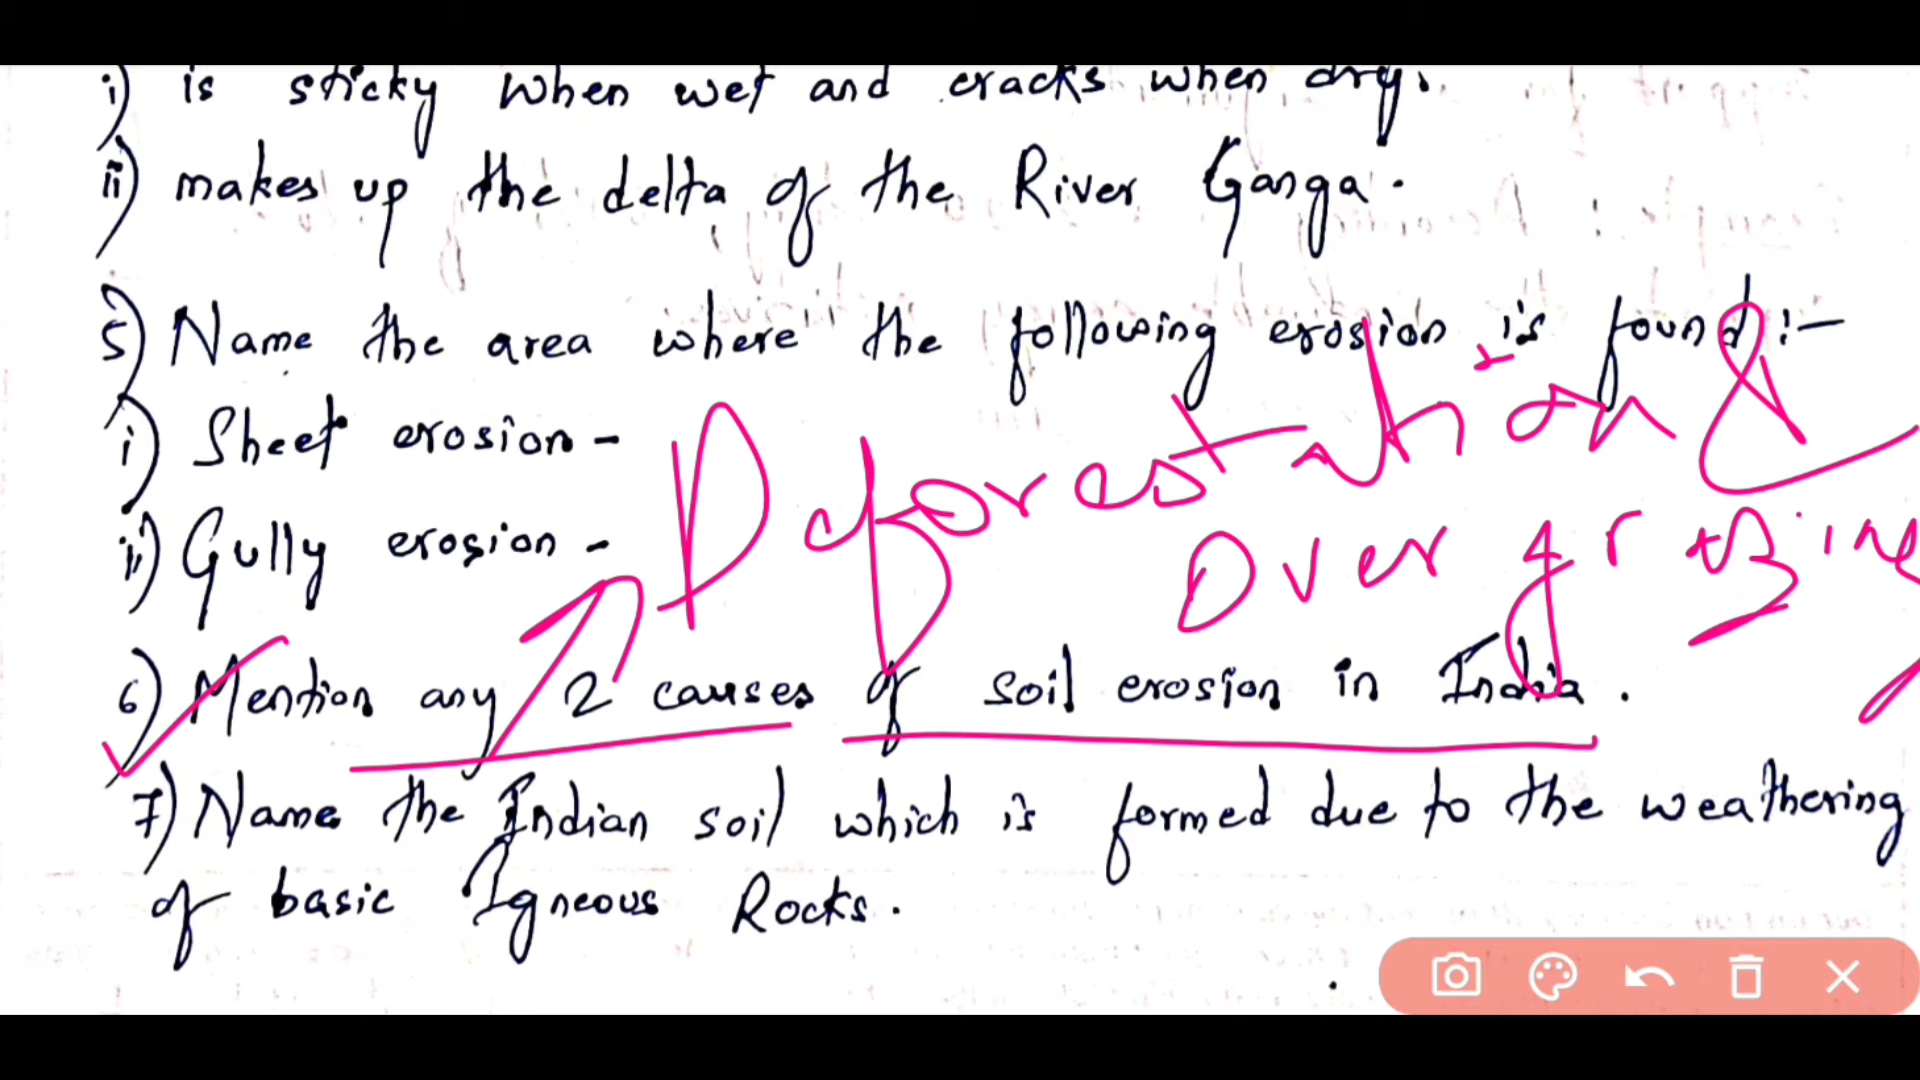 i) is sticky when wet and cracks when dry.
ii) makes up the delta of the River Ganga.
5) Name the area where the following erosion is found:-
i) Sheet erosion -
ii) Gully erosion -
Deforestation &
Over grazing
6) Mention any 2 causes of soil erosion in India.
7) Name the Indian soil which is formed due to the weathering
of basic Igneous Rocks.